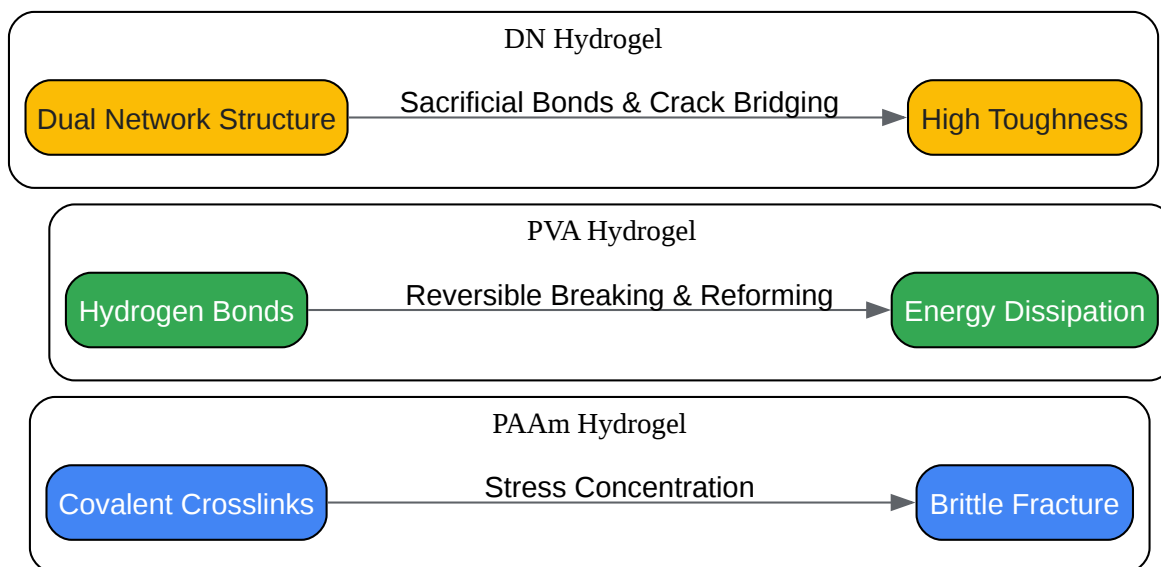 DN Hydrogel
Dual Network Structure
Sacrificial Bonds & Crack Bridging
High Toughness
PVA Hydrogel
Hydrogen Bonds
Reversible Breaking & Reforming
Energy Dissipation
PAAm Hydrogel
Covalent Crosslinks
Stress Concentration
Brittle Fracture